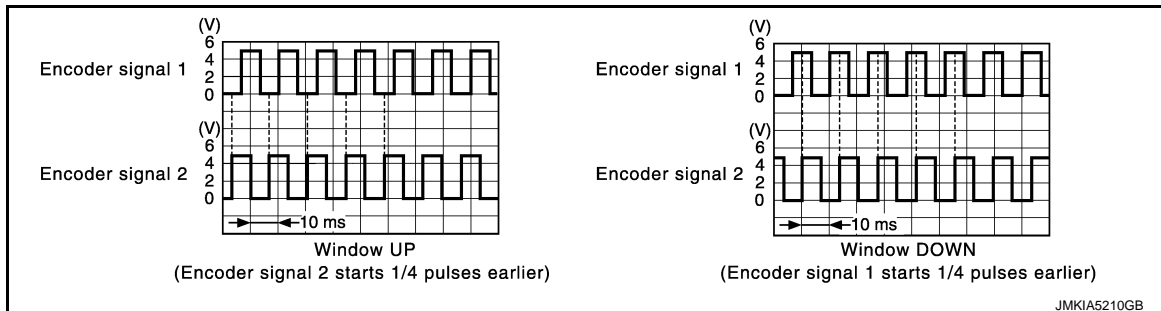 (V)
6
4
2
0
Encoder signal 1
(V)
6
4
2
0
Encoder signal 2
10 ms
Window UP
(Encoder signal 2 starts 1/4 pulses earlier)
(V)
6
4
2
0
Encoder signal 1
(V)
6
4
2
0
Encoder signal 2
10 ms
Window DOWN
(Encoder signal 1 starts 1/4 pulses earlier)
JMKIA5210GB